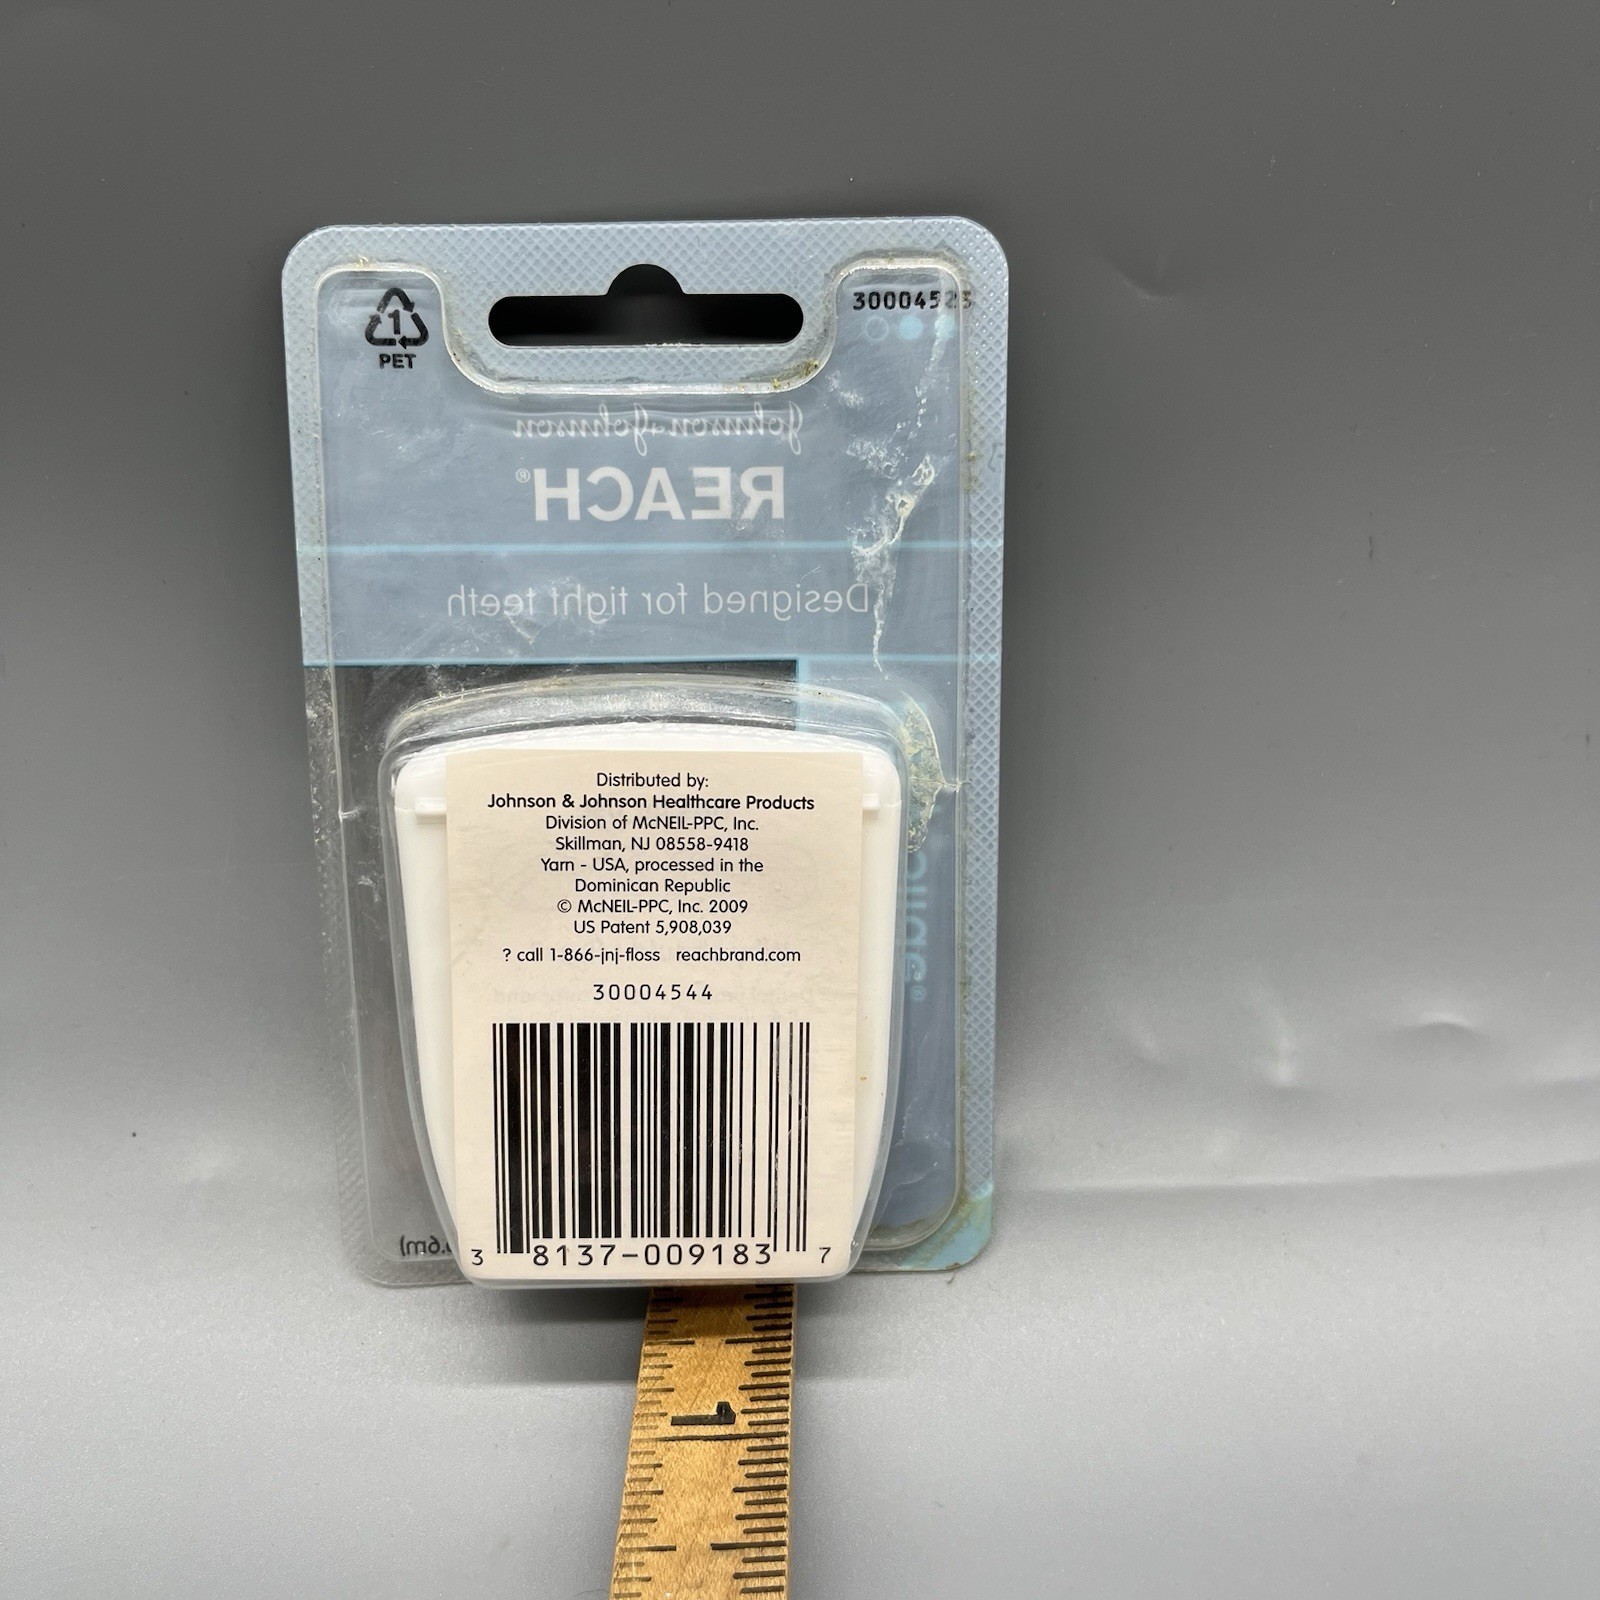 1
PET
30004523
Johnson & Johnson
REACH®
Designed for tight teeth
Distributed by:
Johnson & Johnson Healthcare Products
Division of McNEIL-PPC, Inc.
Skillman, NJ 08558-9418
Yarn - USA, processed in the
Dominican Republic
© McNEIL-PPC, Inc. 2009
US Patent 5,908,039
? call 1-866-jnj-floss reachbrand.com
30004544
3 8137-009183 7
1